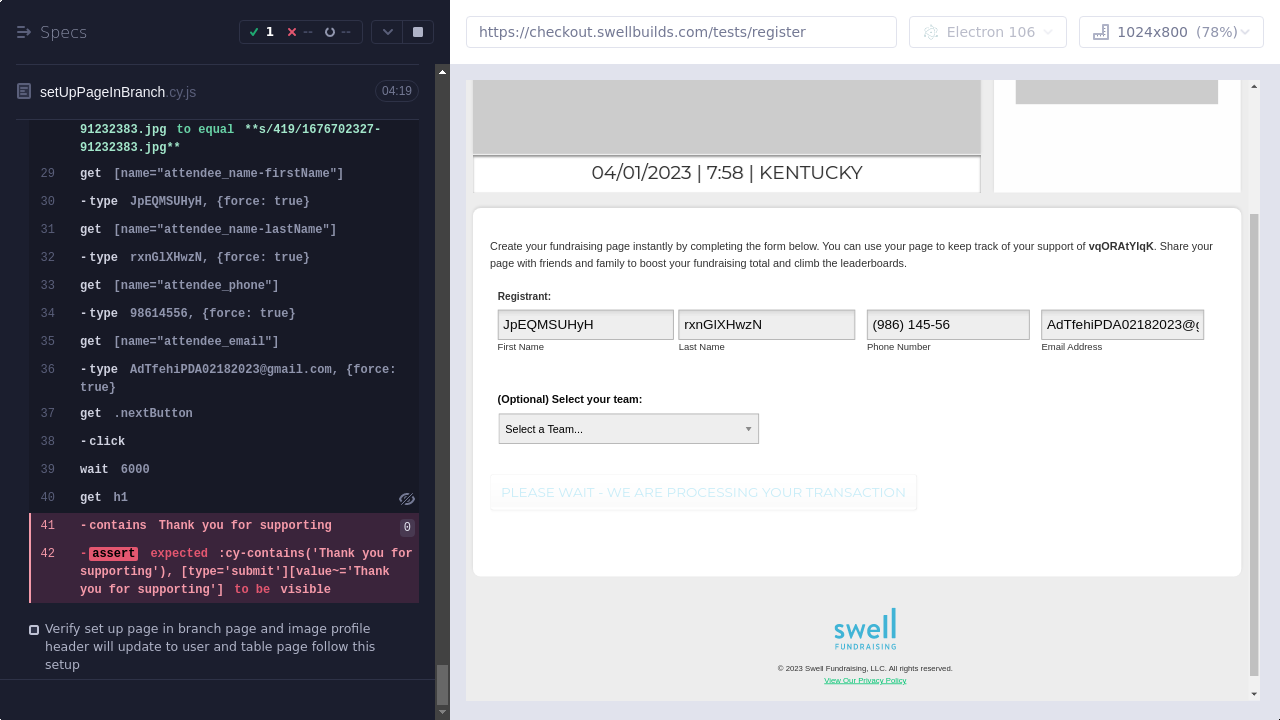 Specs
1
--
--
https://checkout.swellbuilds.com/tests/register
Electron 106
1024x800 (78%)
setUpPageInBranch.cy.js
04:19
91232383.jpg to equal **s/419/1676702327-
91232383.jpg**
29 get [name="attendee_name-firstName"]
30 -type JpEQMSUHyH, {force: true}
31 get [name="attendee_name-lastName"]
32 -type rxnGlXHwzN, {force: true}
33 get [name="attendee_phone"]
34 -type 98614556, {force: true}
35 get [name="attendee_email"]
36 -type AdTfehiPDA02182023@gmail.com, {force:
true}
37 get .nextButton
38 -click
39 wait 6000
40 get h1
41 -contains Thank you for supporting 0
42 -assert expected :cy-contains('Thank you for
supporting'), [type='submit'][value~='Thank
you for supporting'] to be visible
Verify set up page in branch page and image profile
header will update to user and table page follow this
setup
04/01/2023 | 7:58 | KENTUCKY
Create your fundraising page instantly by completing the form below. You can use your page to keep track of your support of vqORAtYlqK. Share your
page with friends and family to boost your fundraising total and climb the leaderboards.
Registrant:
JpEQMSUHyH
rxnGlXHwzN
(986) 145-56
AdTfehiPDA02182023@g
First Name
Last Name
Phone Number
Email Address
(Optional) Select your team:
Select a Team...
PLEASE WAIT - WE ARE PROCESSING YOUR TRANSACTION
swell
FUNDRAISING
© 2023 Swell Fundraising, LLC. All rights reserved.
View Our Privacy Policy